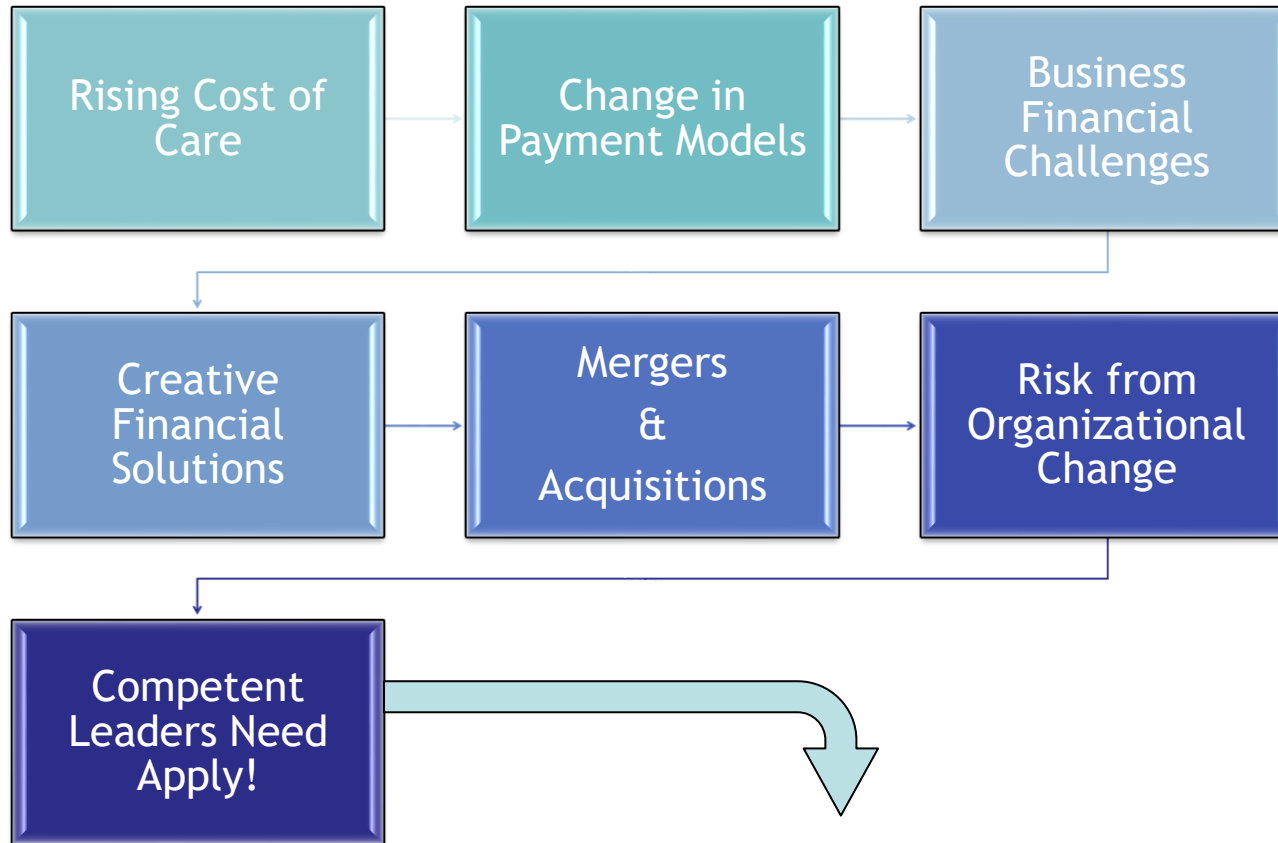 Rising Cost of
Care
Change in
Payment Models
Business
Financial
Challenges
Creative
Financial
Solutions
Mergers
&
Acquisitions
Risk from
Organizational
Change
Competent
Leaders Need
Apply!